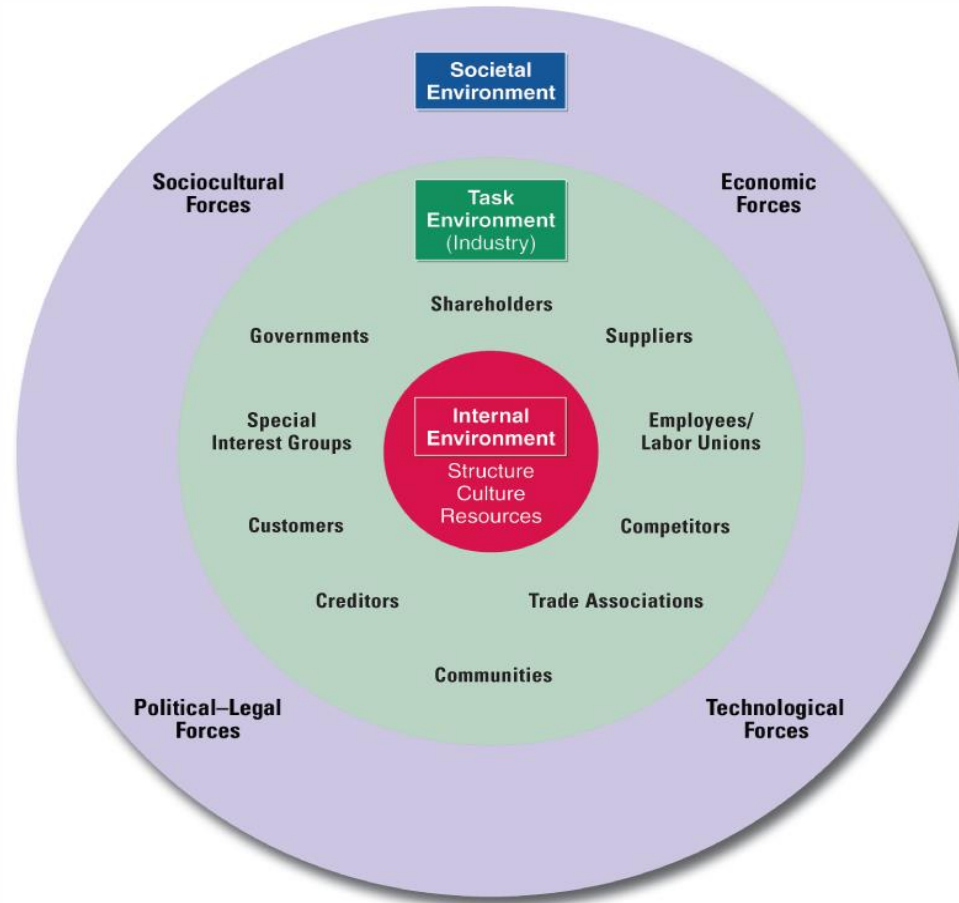 Societal
Environment
Sociocultural
Forces
Economic
Forces
Task
Environment
(Industry)
Shareholders
Governments
Suppliers
Special
Interest Groups
Internal
Environment
Structure
Culture
Resources
Employees/
Labor Unions
Customers
Competitors
Creditors
Trade Associations
Communities
Political–Legal
Forces
Technological
Forces